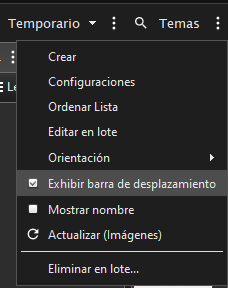 Temporario
Temas
Le
Crear
Configuraciones
Ordenar Lista
Editar en lote
Orientación
Exhibir barra de desplazamiento
Mostrar nombre
Actualizar (Imágenes)
Eliminar en lote...